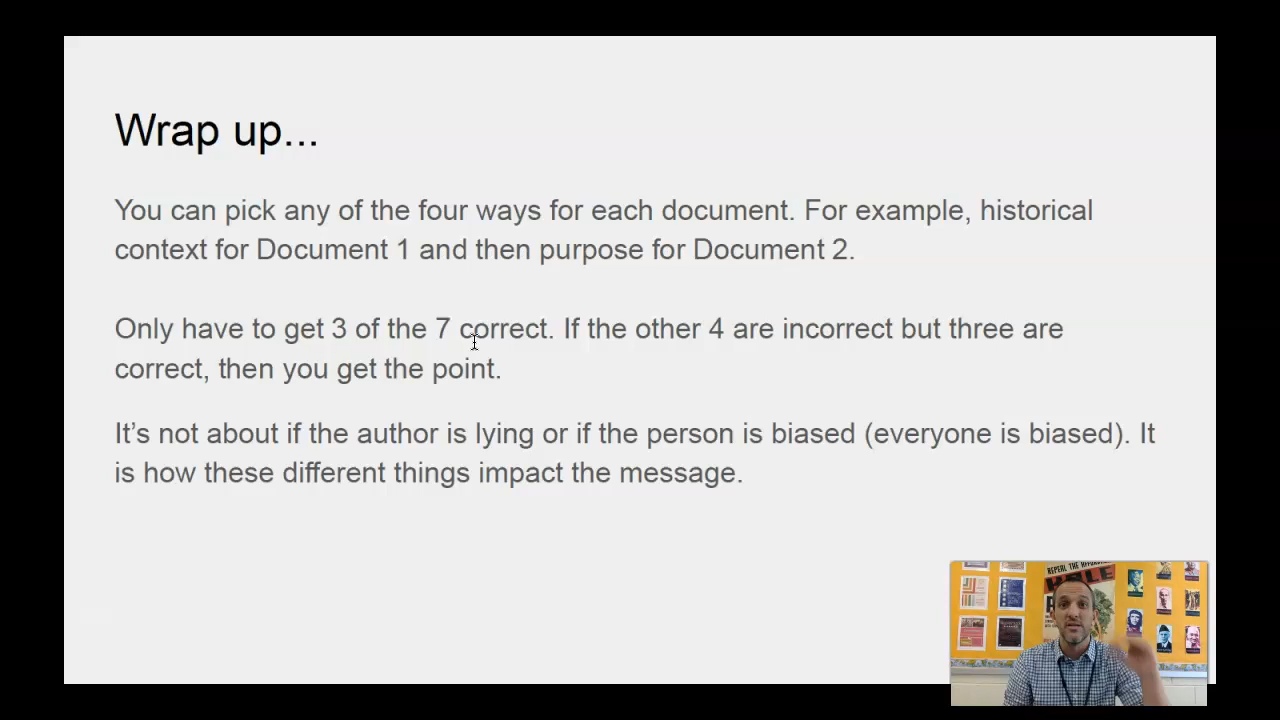 Wrap up...
You can pick any of the four ways for each document. For example, historical
context for Document 1 and then purpose for Document 2.
Only have to get 3 of the 7 correct. If the other 4 are incorrect but three are
correct, then you get the point.
It’s not about if the author is lying or if the person is biased (everyone is biased). It
is how these different things impact the message.
REPEAL THE